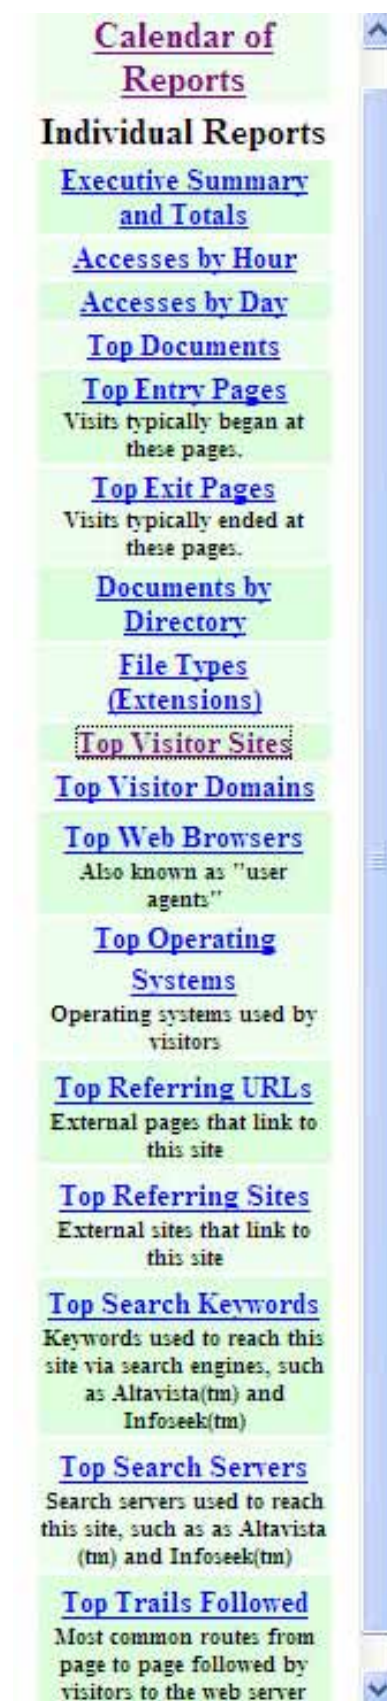 Calendar of
Reports
Individual Reports
Executive Summary
and Totals
Accesses by Hour
Accesses by Day
Top Documents
Top Entry Pages
Visits typically began at
these pages.
Top Exit Pages
Visits typically ended at
these pages.
Documents by
Directory
File Types
(Extensions)
Top Visitor Sites
Top Visitor Domains
Top Web Browsers
Also known as "user
agents"
Top Operating
Systems
Operating systems used by
visitors
Top Referring URLs
External pages that link to
this site
Top Referring Sites
External sites that link to
this site
Top Search Keywords
Keywords used to reach this
site via search engines, such
as Altavista(tm) and
Infoseek(tm)
Top Search Servers
Search servers used to reach
this site, such as as Altavista
(tm) and Infoseek(tm)
Top Trails Followed
Most common routes from
page to page followed by
visitors to the web server